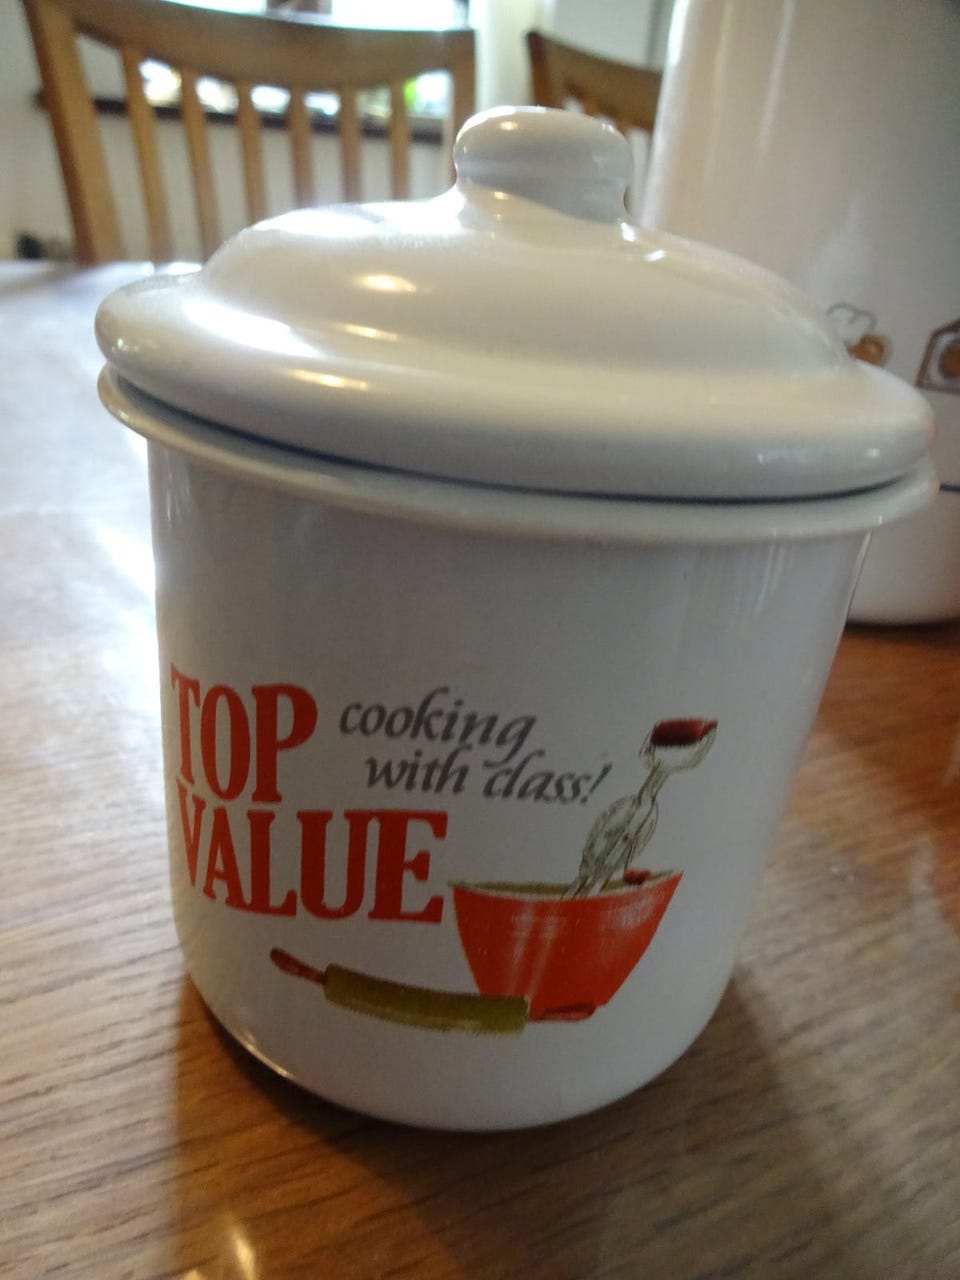 TOP
VALUE
cooking
with class!